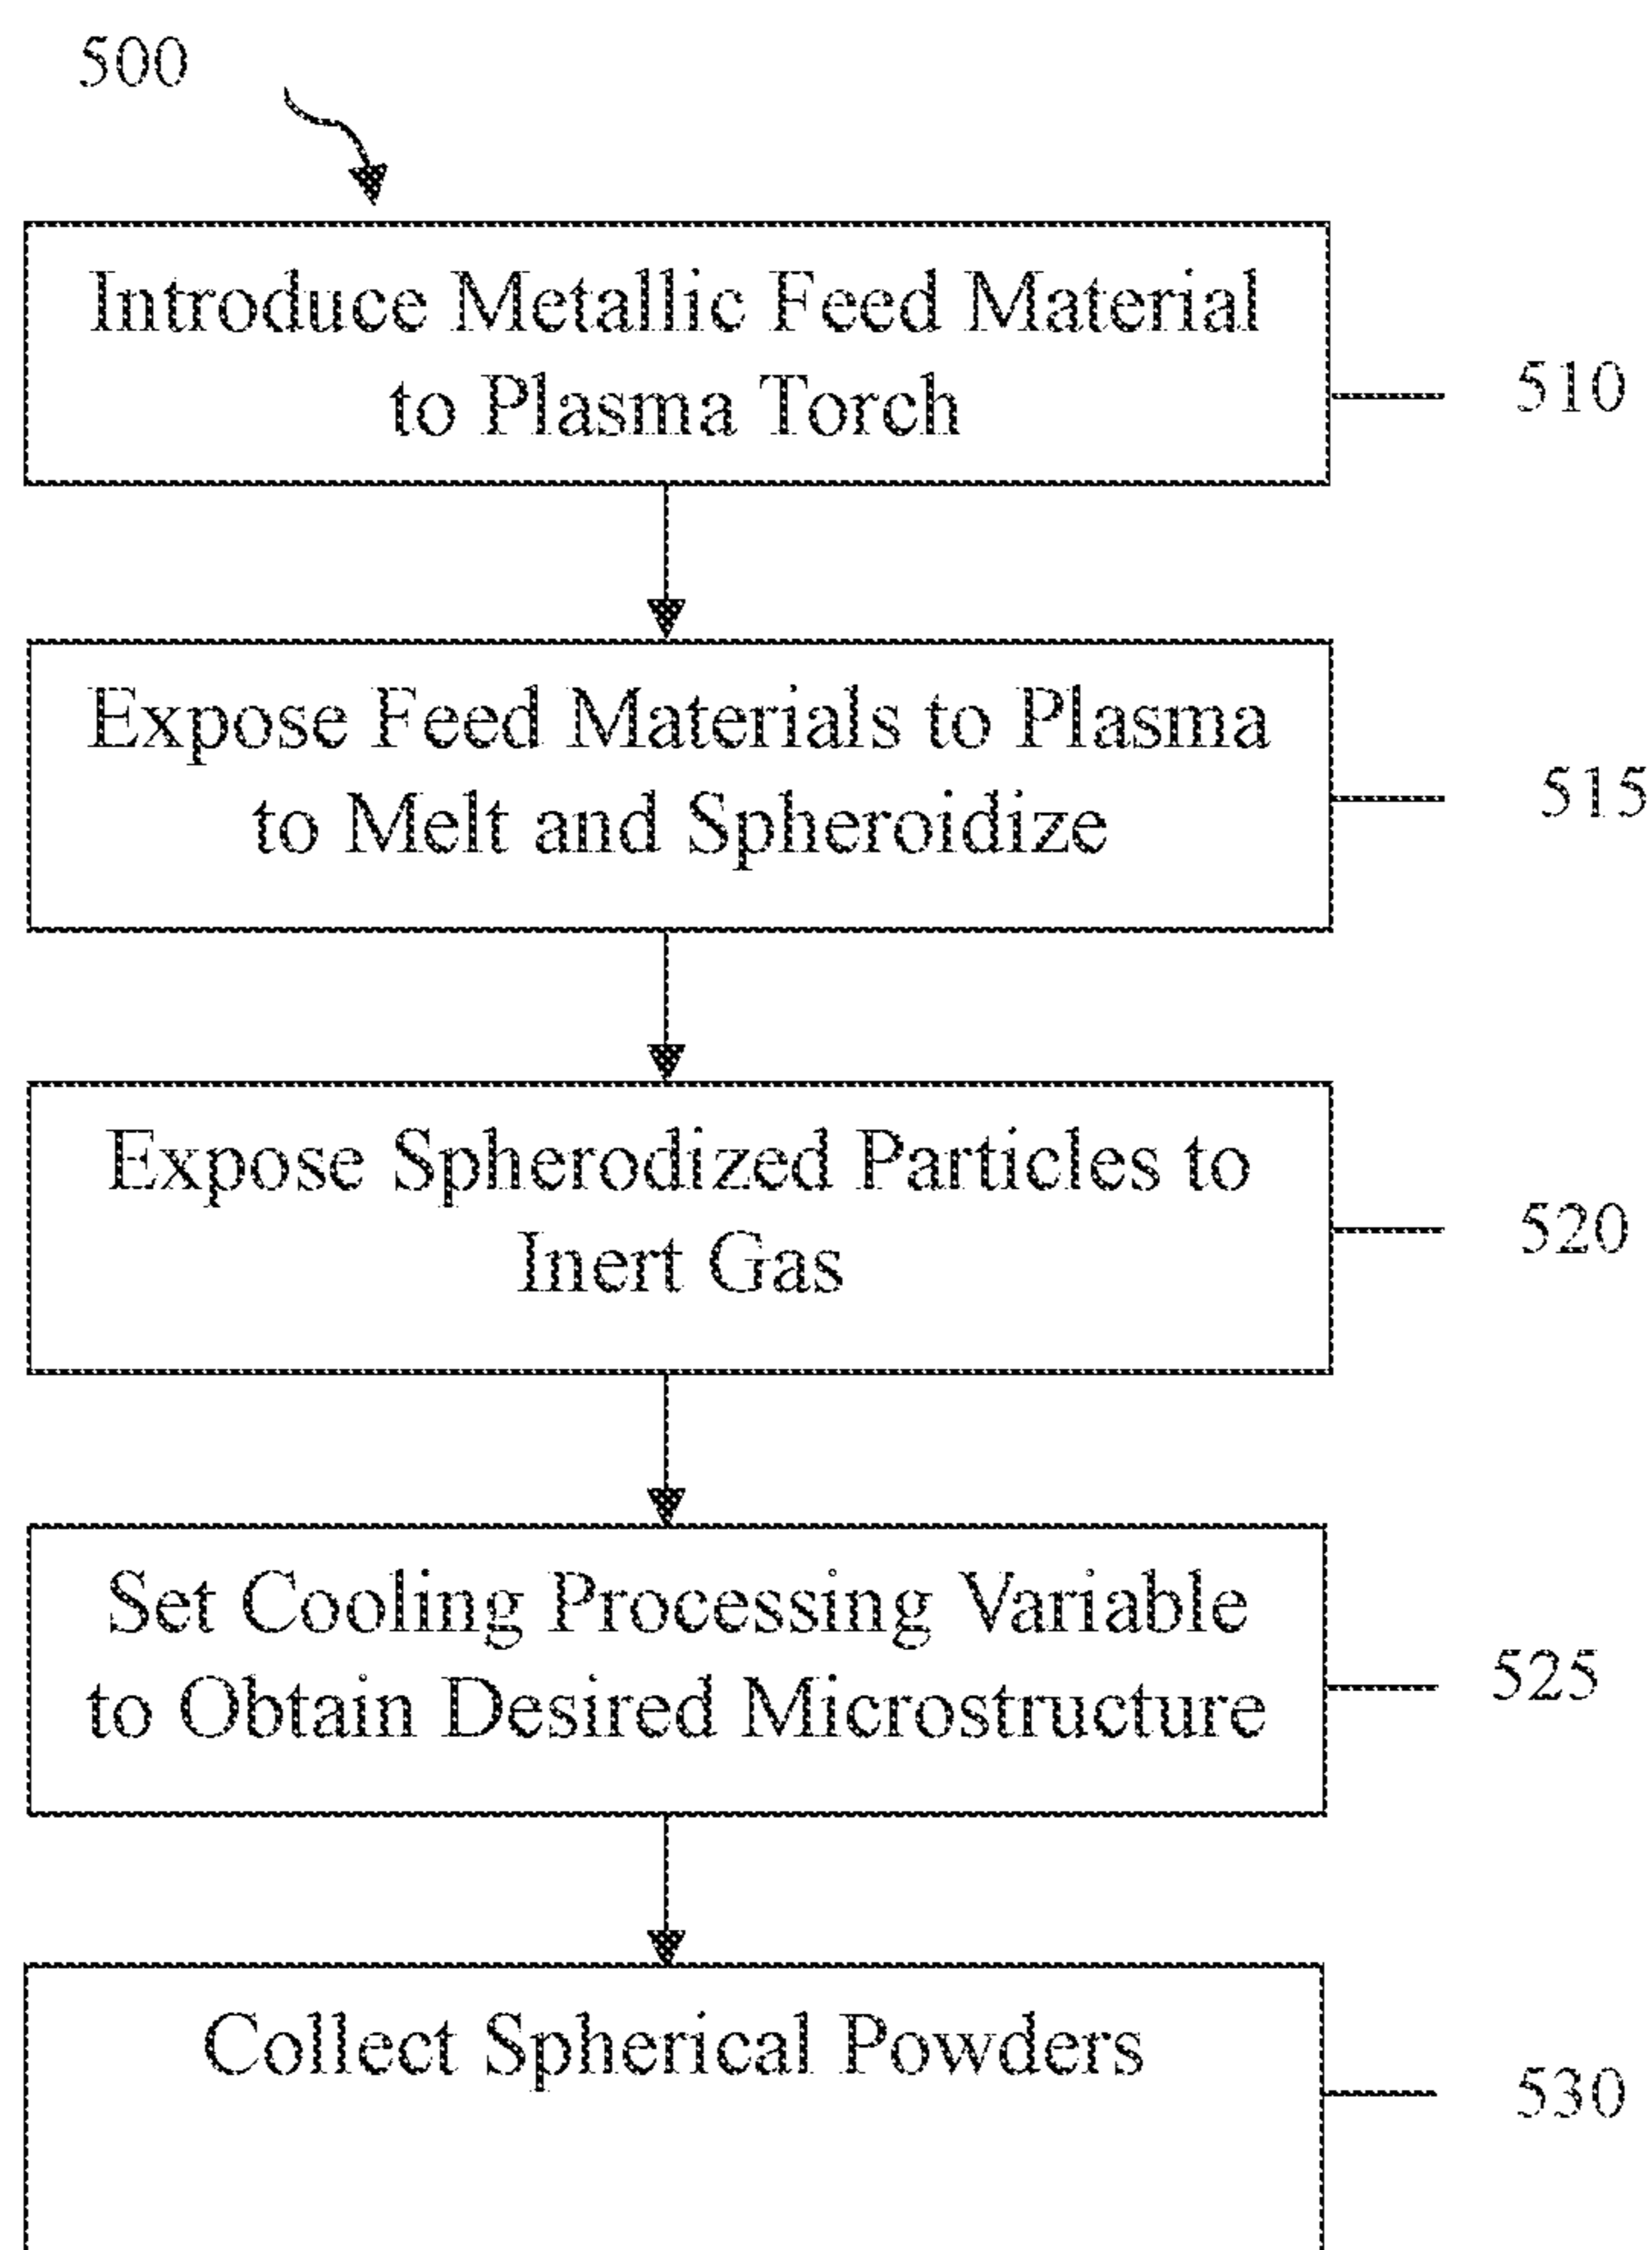 500
Introduce Metallic Feed Material
to Plasma Torch
510
Expose Feed Materials to Plasma
to Melt and Spheroidize
515
Expose Spherodized Particles to
Inert Gas
520
Set Cooling Processing Variable
to Obtain Desired Microstructure
525
Collect Spherical Powders
530